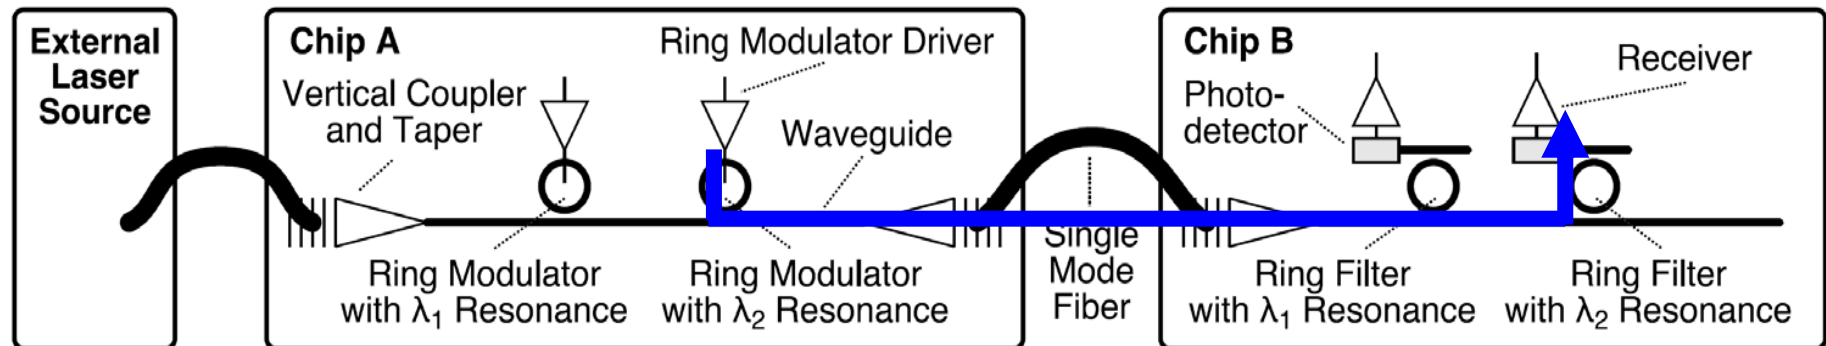 External
Laser
Source
Chip A
Ring Modulator Driver
Vertical Coupler
and Taper
Waveguide
Ring Modulator
with λ₁ Resonance
Ring Modulator
with λ₂ Resonance
Single
Mode
Fiber
Chip B
Receiver
Photo-
detector
Ring Filter
with λ₁ Resonance
Ring Filter
with λ₂ Resonance